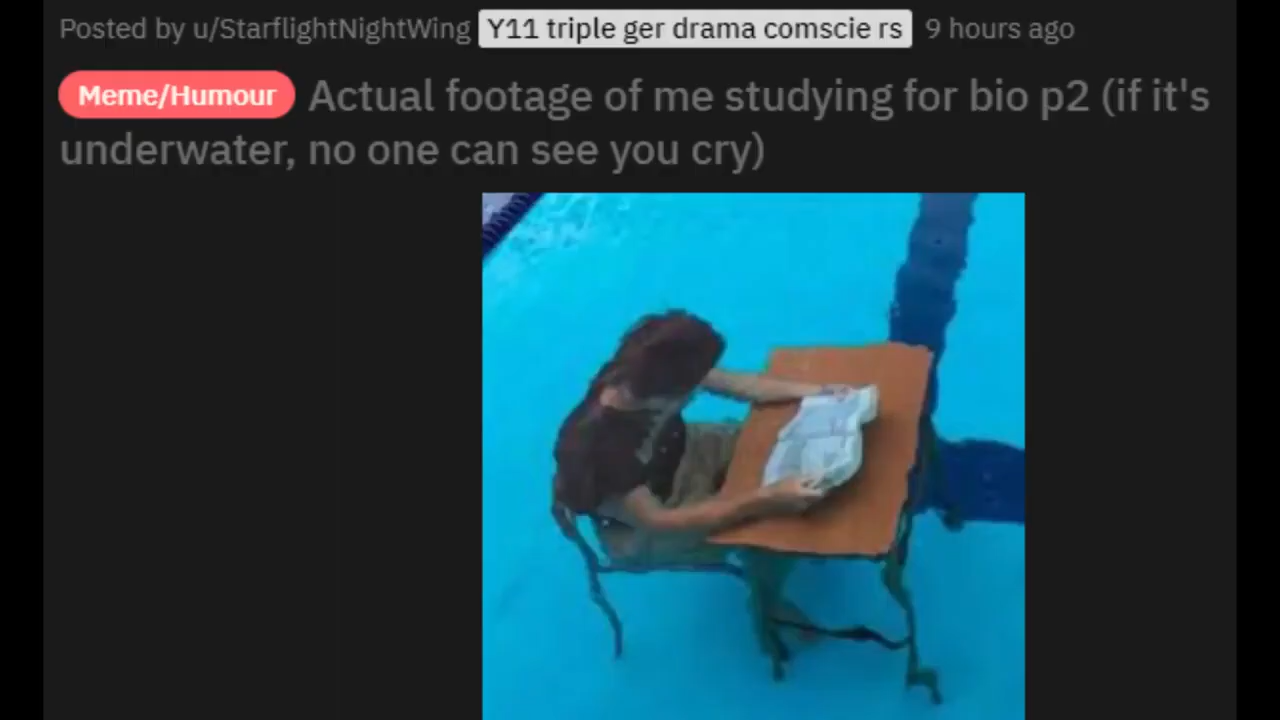 Posted by u/StarflightNightWing Y11 triple ger drama comscie rs 9 hours ago
Meme/Humour Actual footage of me studying for bio p2 (if it's
underwater, no one can see you cry)